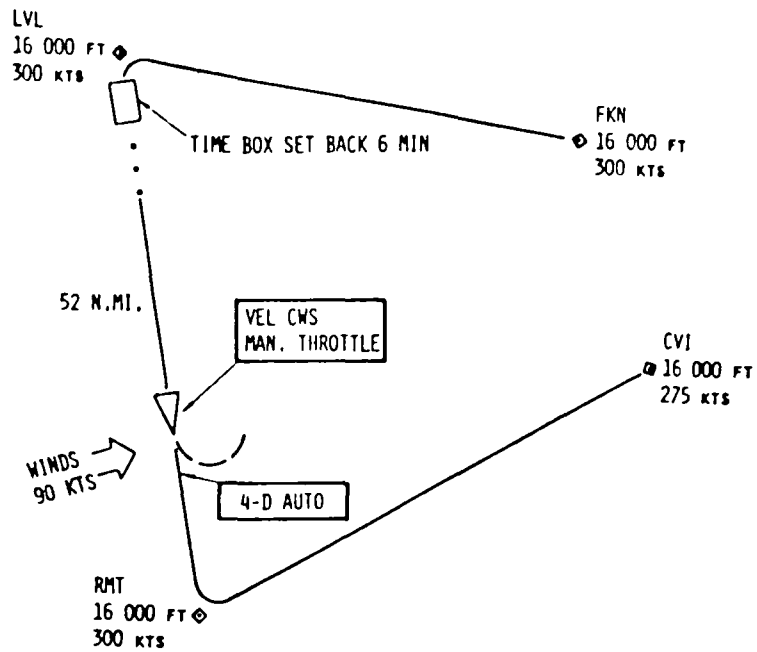 LVL
16 000 FT
300 KTS
TIME BOX SET BACK 6 MIN
FKN
16 000 FT
300 KTS
52 N.MI.
VEL CWS
MAN. THROTTLE
CVI
16 000 FT
275 KTS
WINDS
90 KTS
4-D AUTO
RMT
16 000 FT
300 KTS